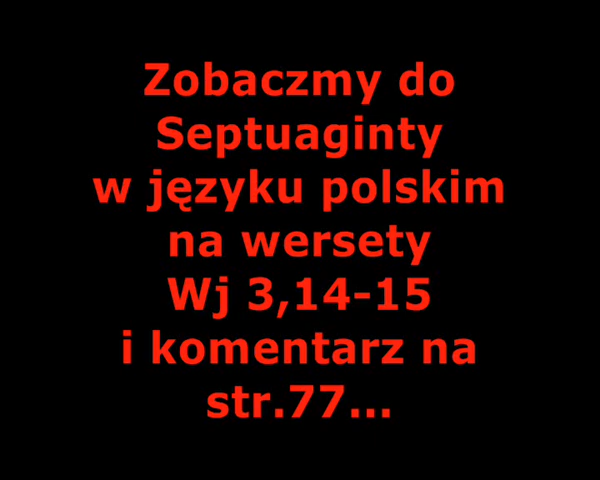 Zobaczmy do
Septuaginty
w języku polskim
na wersety
Wj 3,14-15
i komentarz na
str.77...